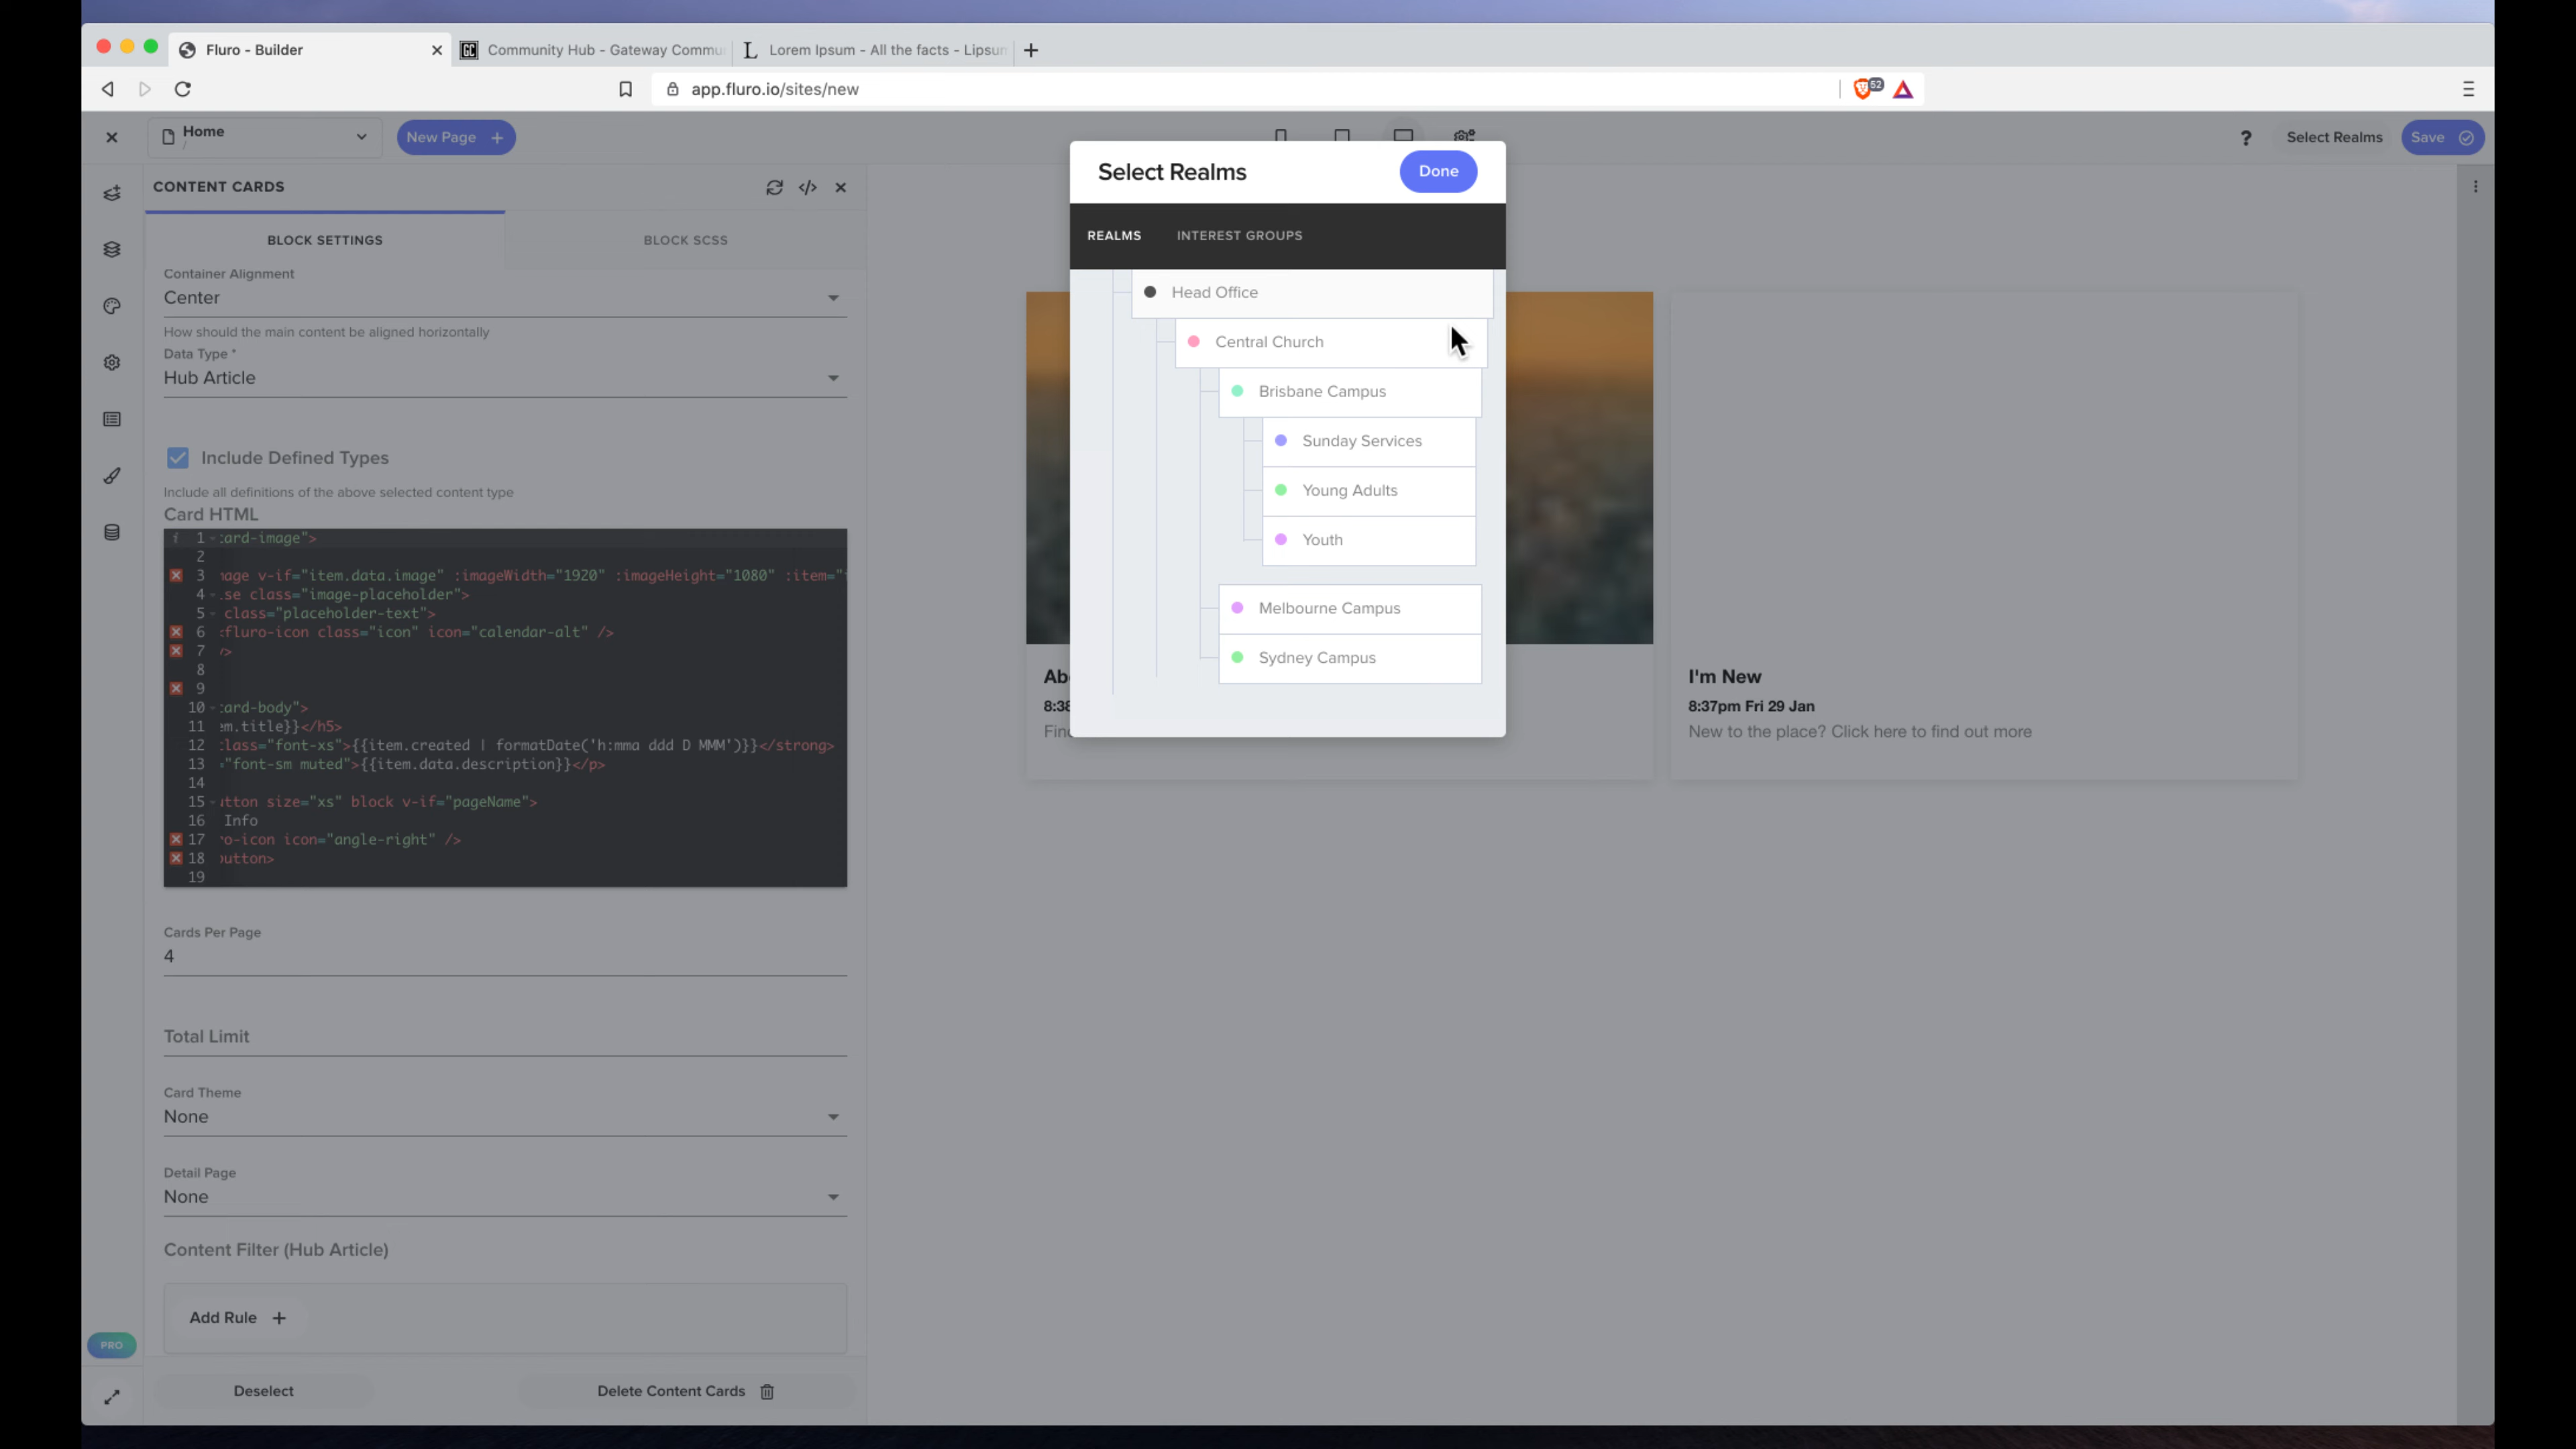 Fluro - Builder
Community Hub - Gateway Commu
Lorem Ipsum - All the facts - Lipsum
app.fluro.io/sites/new
52
Home
/
New Page +
? Select Realms Save
CONTENT CARDS
BLOCK SETTINGS
BLOCK SCSS
Container Alignment
Center
How should the main content be aligned horizontally
Data Type *
Hub Article
Include Defined Types
Include all definitions of the above selected content type
Card HTML
i 1 :ard-image">
2
3 age v-if="item.data.image" :imageWidth="1920" :imageHeight="1080" :item="
4 .se class="image-placeholder">
5 class="placeholder-text">
6 <fluro-icon class="icon" icon="calendar-alt" />
7 />
8
9
10 :ard-body">
11 em.title}}</h5>
12 class="font-xs">{{item.created | formatDate('h:mma ddd D MMM')}}</strong>
13 ="font-sm muted">{{item.data.description}}</p>
14
15 utton size="xs" block v-if="pageName">
16 Info
17 ro-icon icon="angle-right" />
18 utton>
19
Cards Per Page
4
Total Limit
Card Theme
None
Detail Page
None
Content Filter (Hub Article)
Add Rule +
PRO
Deselect
Delete Content Cards
Select Realms
Done
REALMS
INTEREST GROUPS
Head Office
Central Church
Brisbane Campus
Sunday Services
Young Adults
Youth
Melbourne Campus
Sydney Campus
Ab
8:38
Find
I'm New
8:37pm Fri 29 Jan
New to the place? Click here to find out more